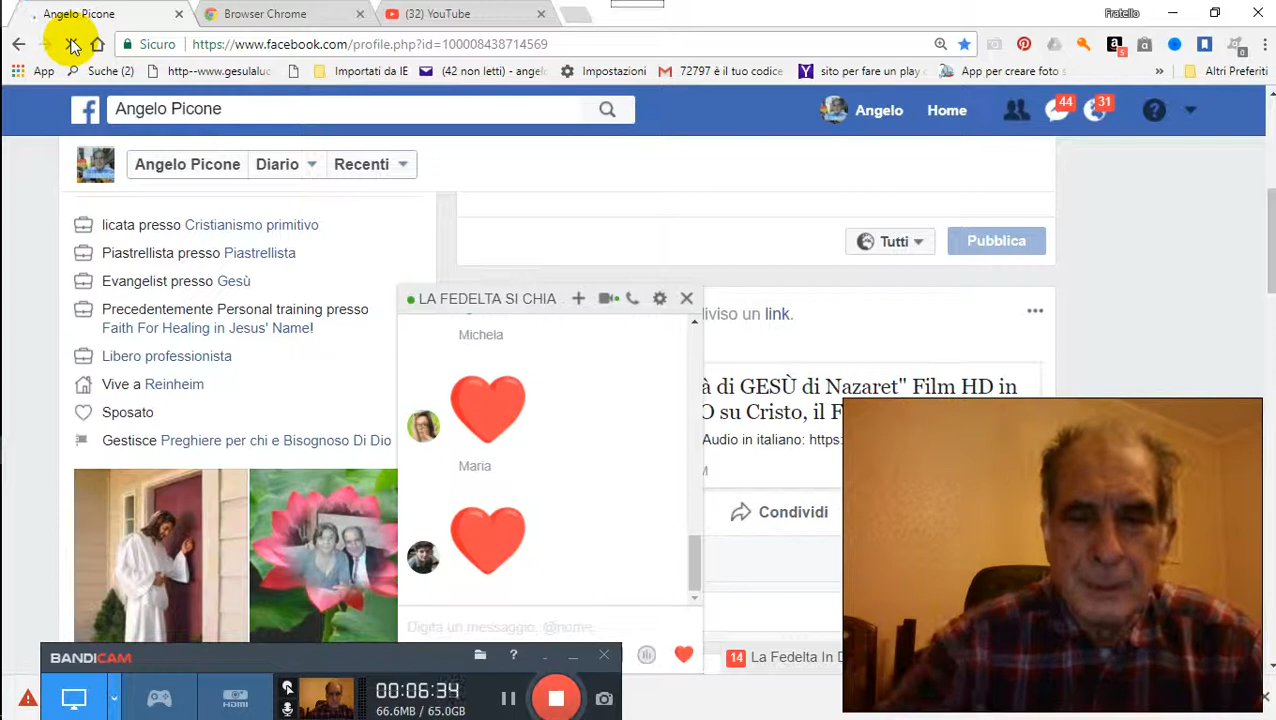 Angelo Picone
Browser Chrome
(32) YouTube
Fratello
Sicuro
https://www.facebook.com/profile.php?id=100008438714569
App
Suche (2)
http--www.gesulaluc
Importati da IE
(42 non letti) - angelo
Impostazioni
72791 è il tuo codice
sito per fare un play
App per creare foto s
»
Altri Preferiti
Angelo Picone
Angelo
Home
44
31
Angelo Picone
Diario
Recenti
licata presso Cristianismo primitivo
Piastrellista presso Piastrellista
Evangelist presso Gesù
Precedentemente Personal training presso
Faith For Healing in Jesus' Name!
Libero professionista
Vive a Reinheim
Sposato
Gestisce Preghiere per chi e Bisognoso Di Dio
Tutti
Pubblica
LA FEDELTA SI CHIA
Michela
Maria
Digita un messaggio, @nome.
diviso un link.
à di GESÙ di Nazaret" Film HD in
O su Cristo, il F
Audio in italiano: https:
M
Condividi
14 La Fedelta In D
BANDICAM
?
00:06:34
66.6MB / 65.0GB
HDMI